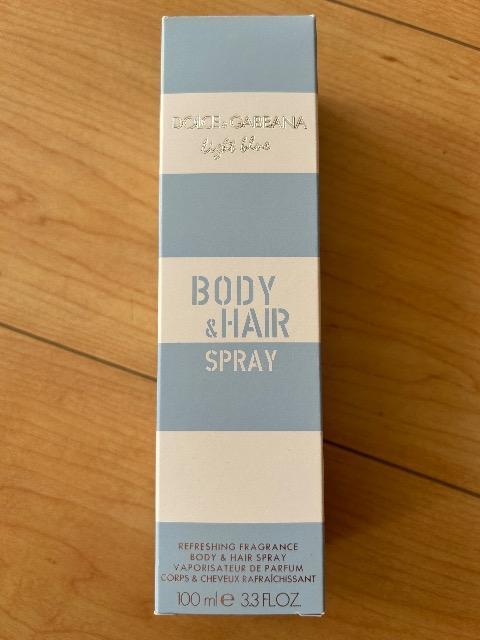 DOLCE & GABBANA
light blue
BODY
& HAIR
SPRAY
REFRESHING FRAGRANCE
BODY & HAIR SPRAY
VAPORISATEUR DE PARFUM
CORPS & CHEVEUX RAFRAÎCHISSANT
100 ml ℮ 3.3 FL.OZ.